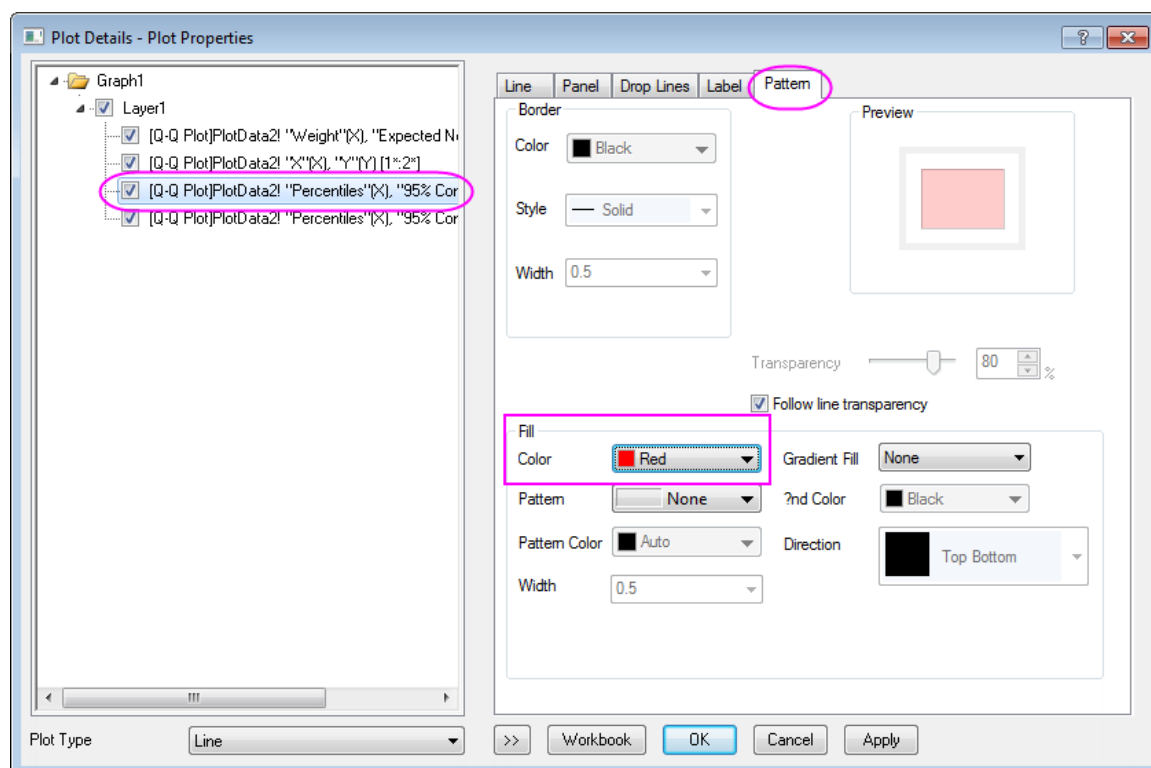 Plot Details - Plot Properties
Graph1
Layer1
[Q-Q Plot]PlotData2! "Weight"(X), "Expected No
[Q-Q Plot]PlotData2! "X"(X), "Y"(Y) [1*:2*]
[Q-Q Plot]PlotData2! "Percentiles"(X), "95% Cor
[Q-Q Plot]PlotData2! "Percentiles"(X), "95% Cor
Plot Type Line
Line Panel Drop Lines Label Pattern
Border
Color Black
Style Solid
Width 0.5
Preview
Transparency 80 %
Follow line transparency
Fill
Color Red Gradient Fill None
Pattern None ?nd Color Black
Pattern Color Auto Direction Top Bottom
Width 0.5
>> Workbook OK Cancel Apply